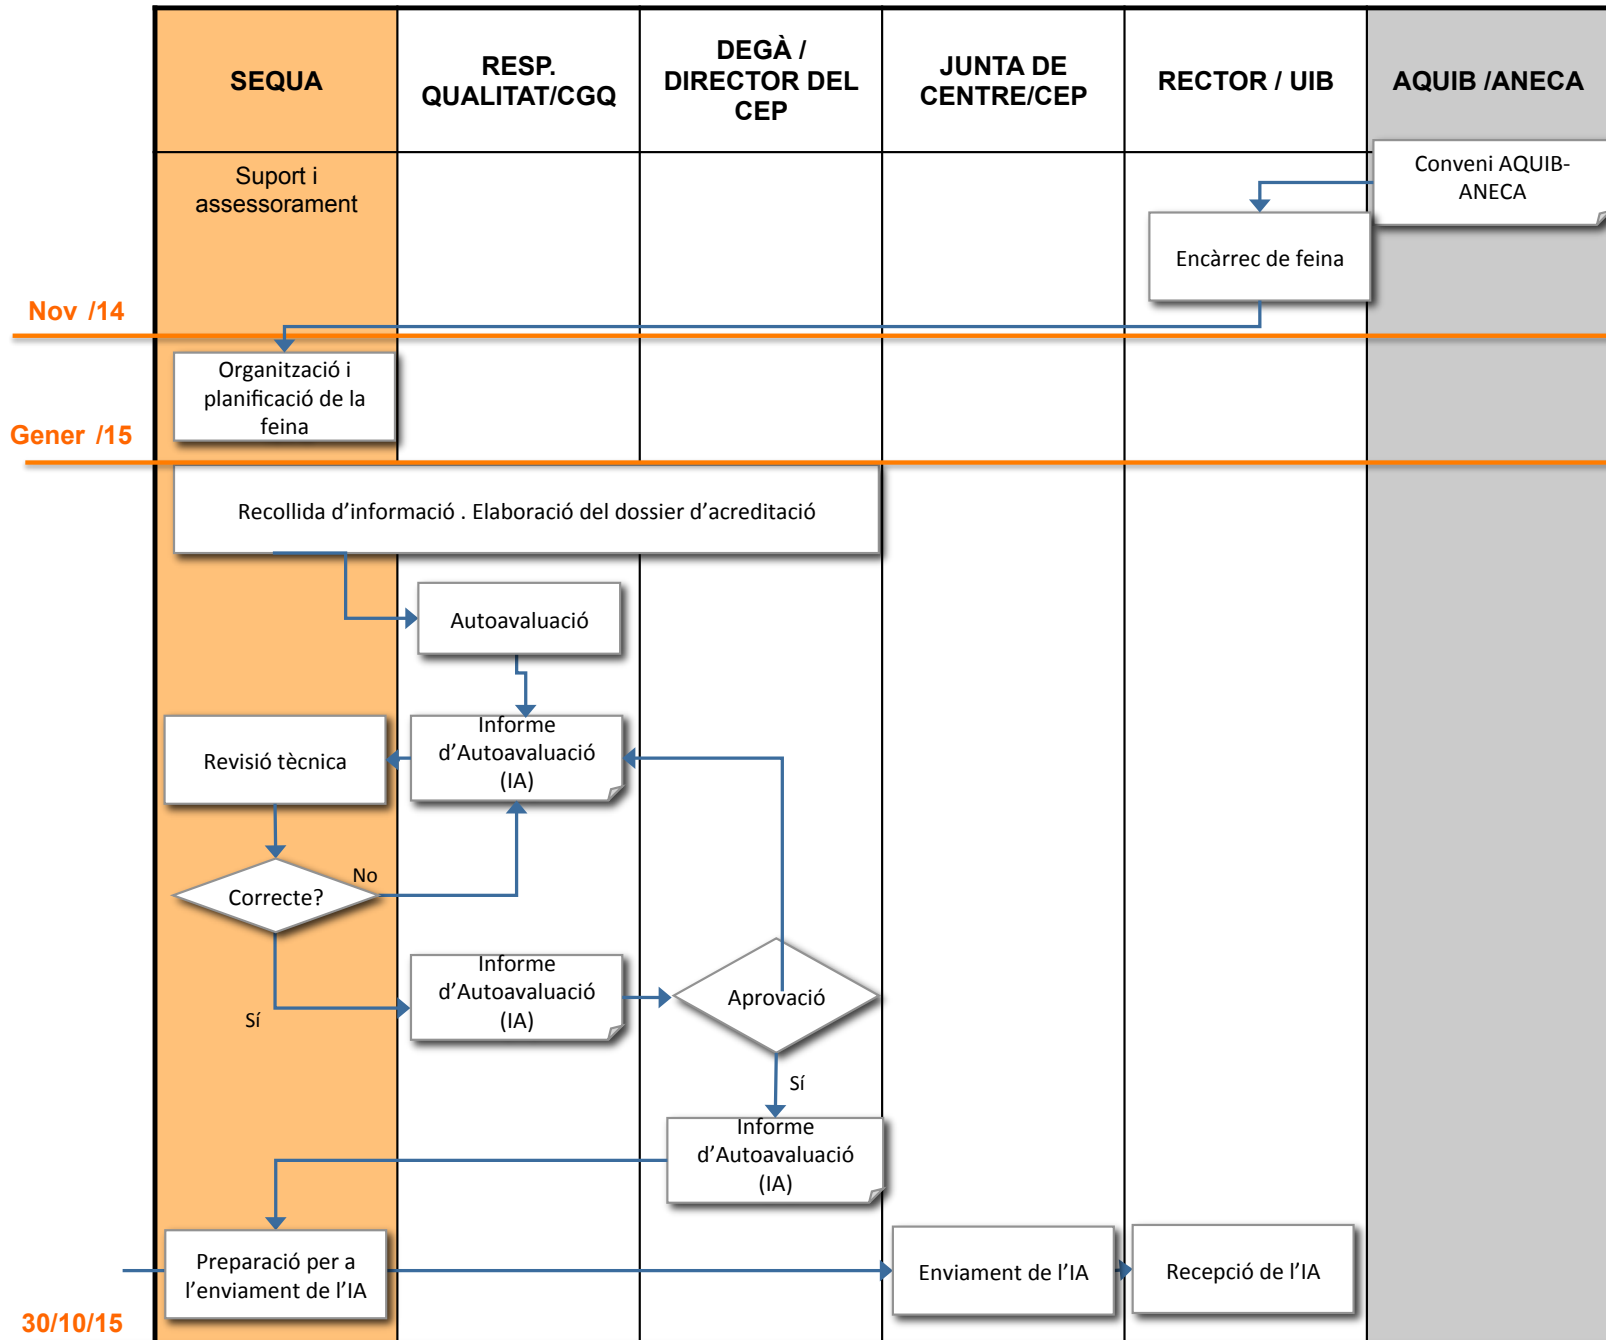 SEQUA
RESP.
QUALITAT/CGQ
DEGÀ /
DIRECTOR DEL
CEP
JUNTA DE
CENTRE/CEP
RECTOR / UIB
AQUIB /ANECA
Suport i
assessorament
Conveni AQUIB-
ANECA
Encàrrec de feina
Nov /14
Organització i
planificació de la
feina
Gener /15
Recollida d’informació . Elaboració del dossier d’acreditació
Autoavaluació
Informe
d’Autoavaluació
(IA)
Revisió tècnica
Correcte?
No
Sí
Informe
d’Autoavaluació
(IA)
Aprovació
Sí
Informe
d’Autoavaluació
(IA)
Preparació per a
l’enviament de l’IA
Enviament de l’IA
Recepció de l’IA
30/10/15